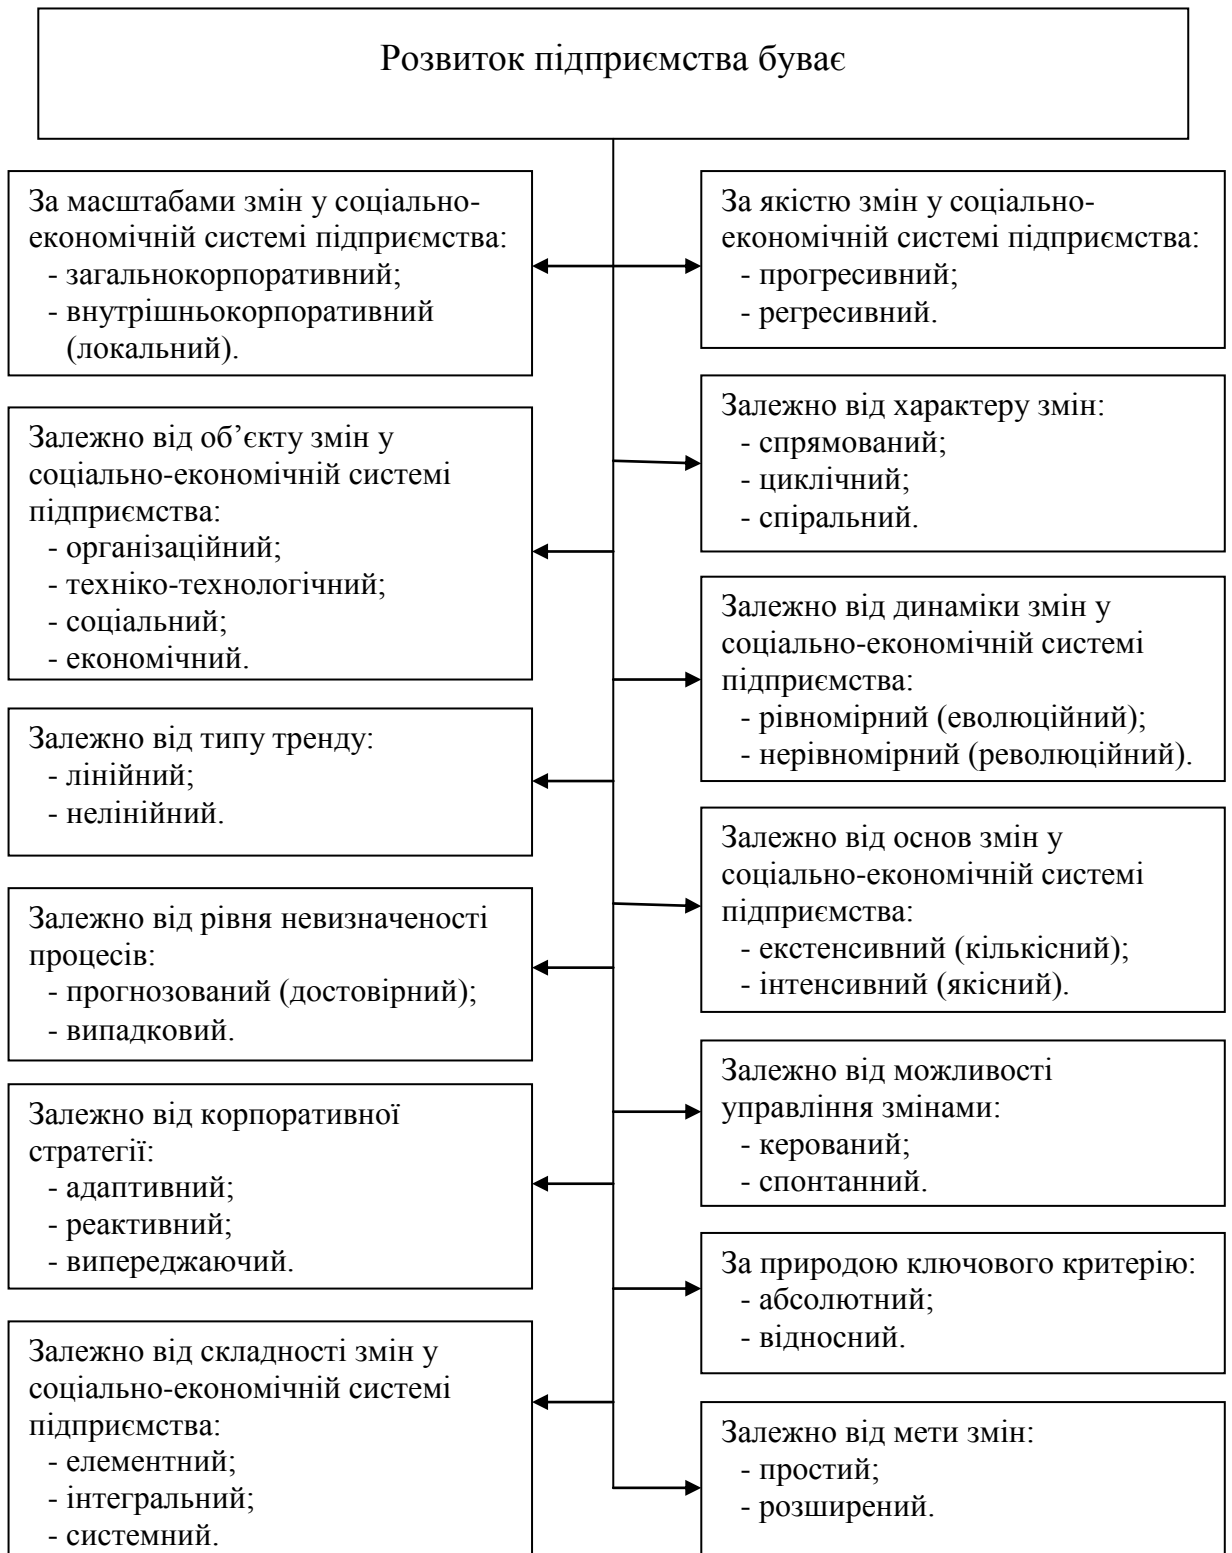 Розвиток підприємства буває
За масштабами змін у соціально-
економічній системі підприємства:
- загальнокорпоративний;
- внутрішньокорпоративний
(локальний).
Залежно від об’єкту змін у
соціально-економічній системі
підприємства:
- організаційний;
- техніко-технологічний;
- соціальний;
- економічний.
Залежно від типу тренду:
- лінійний;
- нелінійний.
Залежно від рівня невизначеності
процесів:
- прогнозований (достовірний);
- випадковий.
Залежно від корпоративної
стратегії:
- адаптивний;
- реактивний;
- випереджаючий.
Залежно від складності змін у
соціально-економічній системі
підприємства:
- елементний;
- інтегральний;
- системний.
За якістю змін у соціально-
економічній системі підприємства:
- прогресивний;
- регресивний.
Залежно від характеру змін:
- спрямований;
- циклічний;
- спіральний.
Залежно від динаміки змін у
соціально-економічній системі
підприємства:
- рівномірний (еволюційний);
- нерівномірний (революційний).
Залежно від основ змін у
соціально-економічній системі
підприємства:
- екстенсивний (кількісний);
- інтенсивний (якісний).
Залежно від можливості
управління змінами:
- керований;
- спонтанний.
За природою ключового критерію:
- абсолютний;
- відносний.
Залежно від мети змін:
- простий;
- розширений.